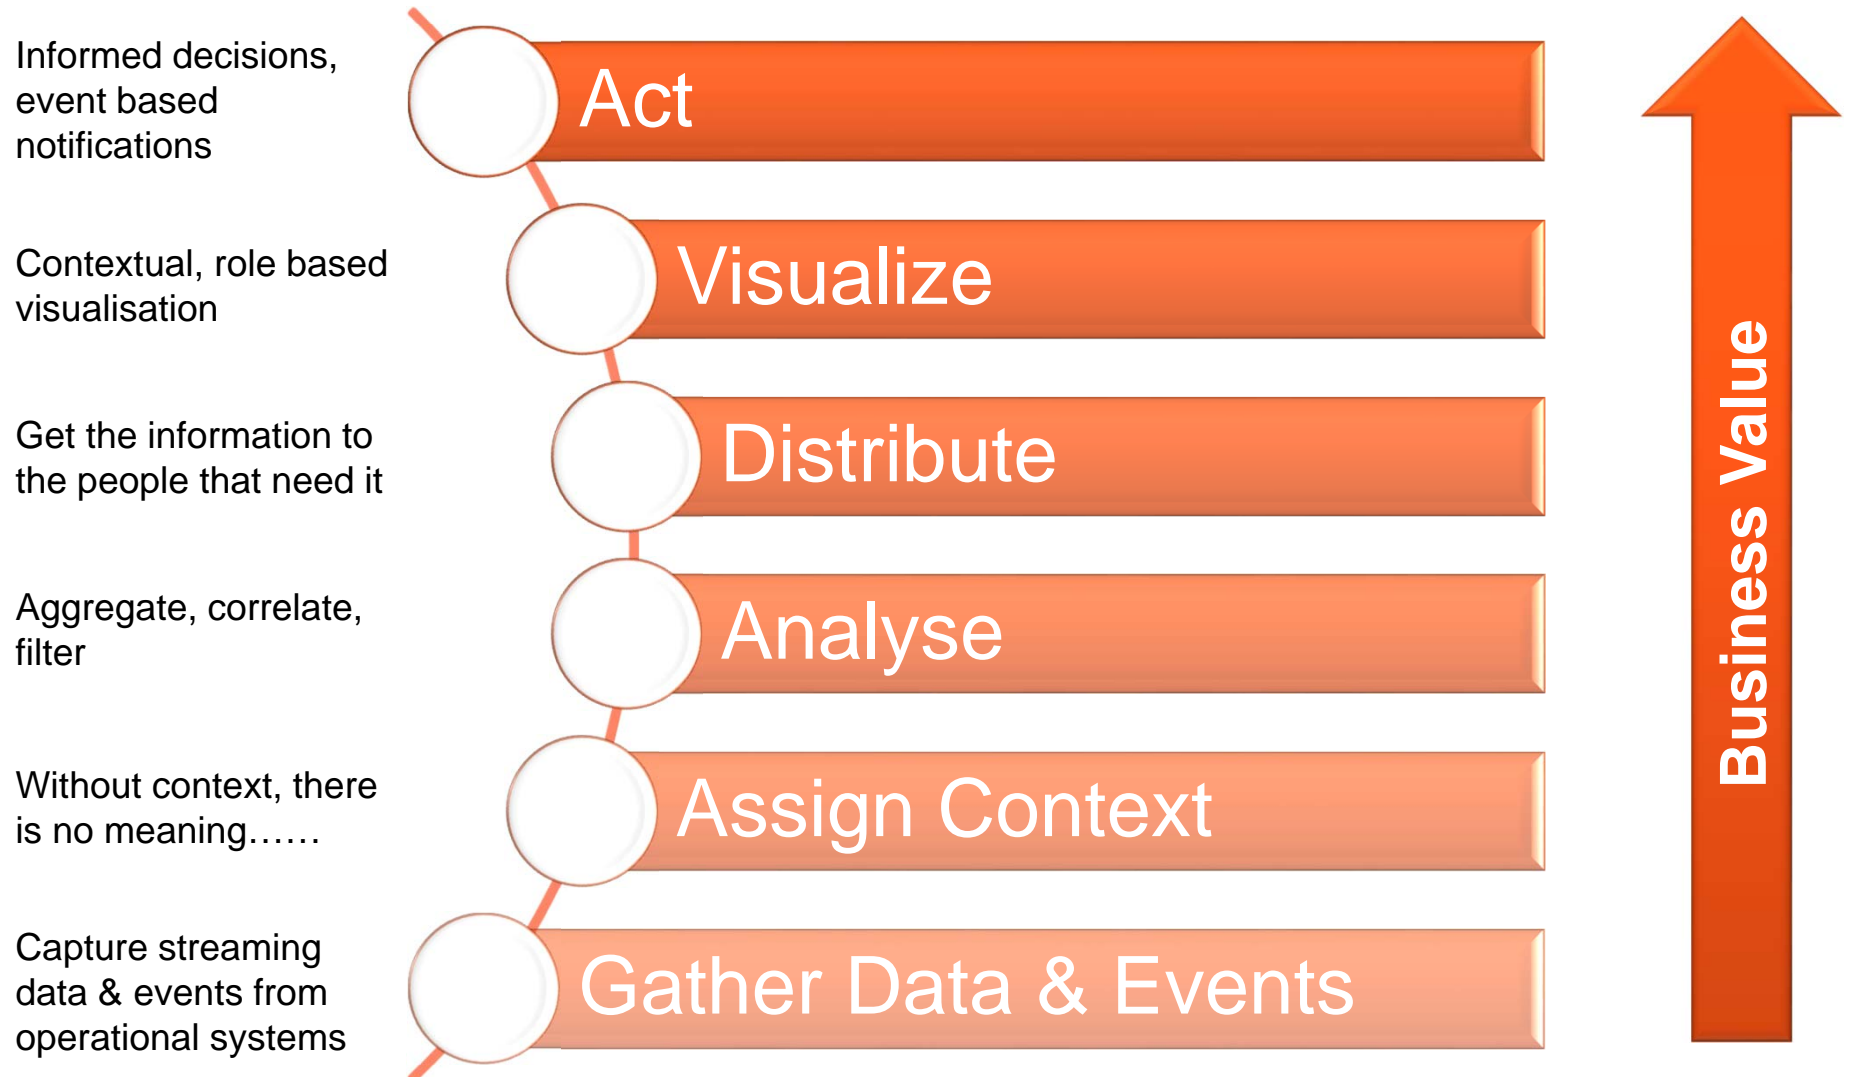 Informed decisions,
event based
notifications
Act
Contextual, role based
visualisation
Visualize
Get the information to
the people that need it
Distribute
Aggregate, correlate,
filter
Analyse
Without context, there
is no meaning……
Assign Context
Capture streaming
data & events from
operational systems
Gather Data & Events
Business Value